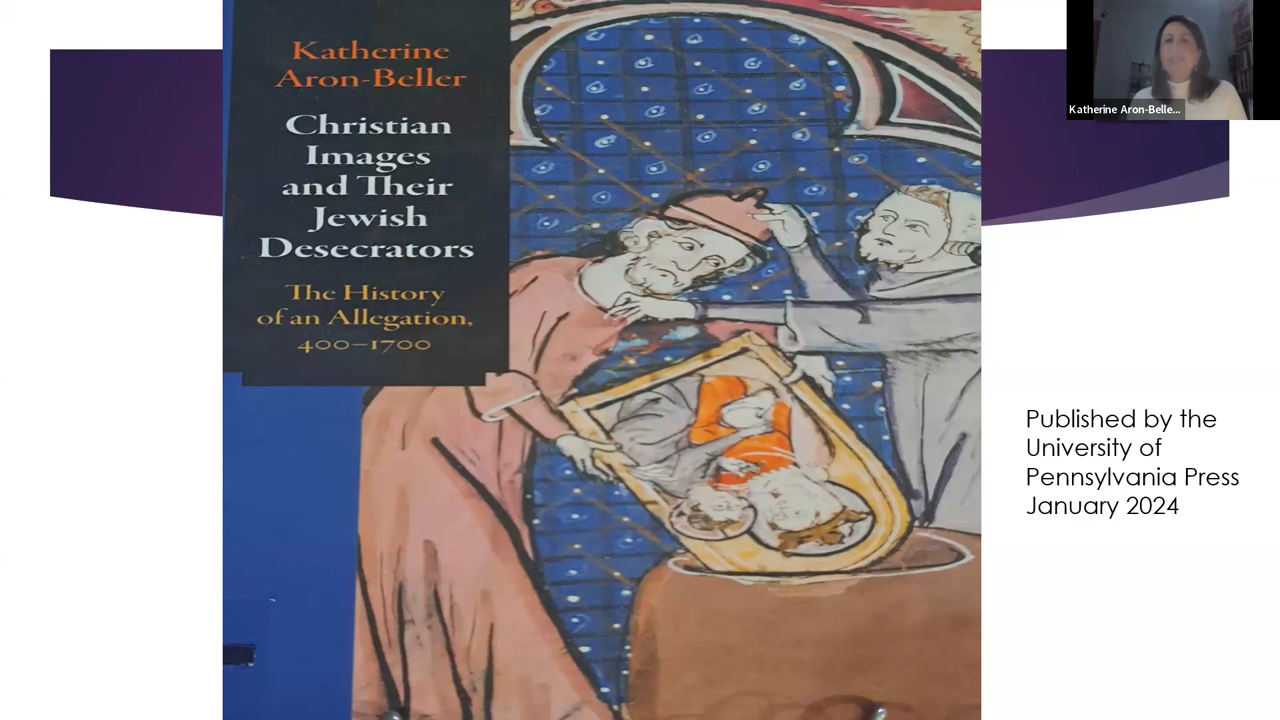 Katherine
Aron-Beller
Christian
Images
and Their
Jewish
Desecrators
The History
of an Allegation,
400–1700
Katherine Aron-Belle...
Published by the
University of
Pennsylvania Press
January 2024